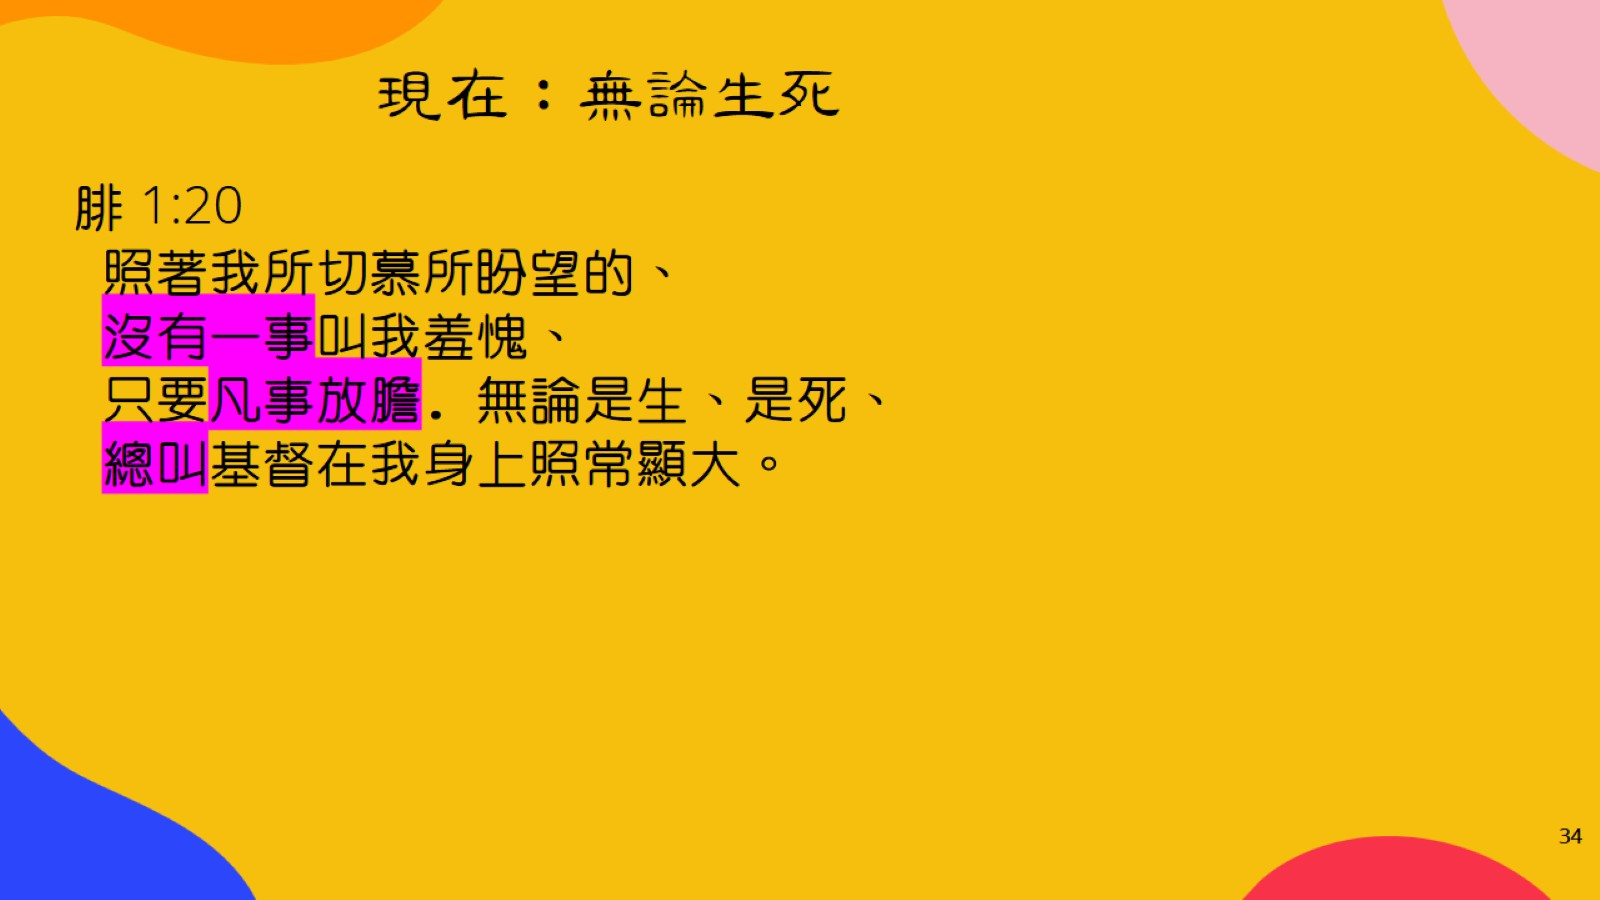 現在：無論生死
腓 1:20
照著我所切慕所盼望的、
沒有一事叫我羞愧、
只要凡事放膽．無論是生、是死、
總叫基督在我身上照常顯大。
34